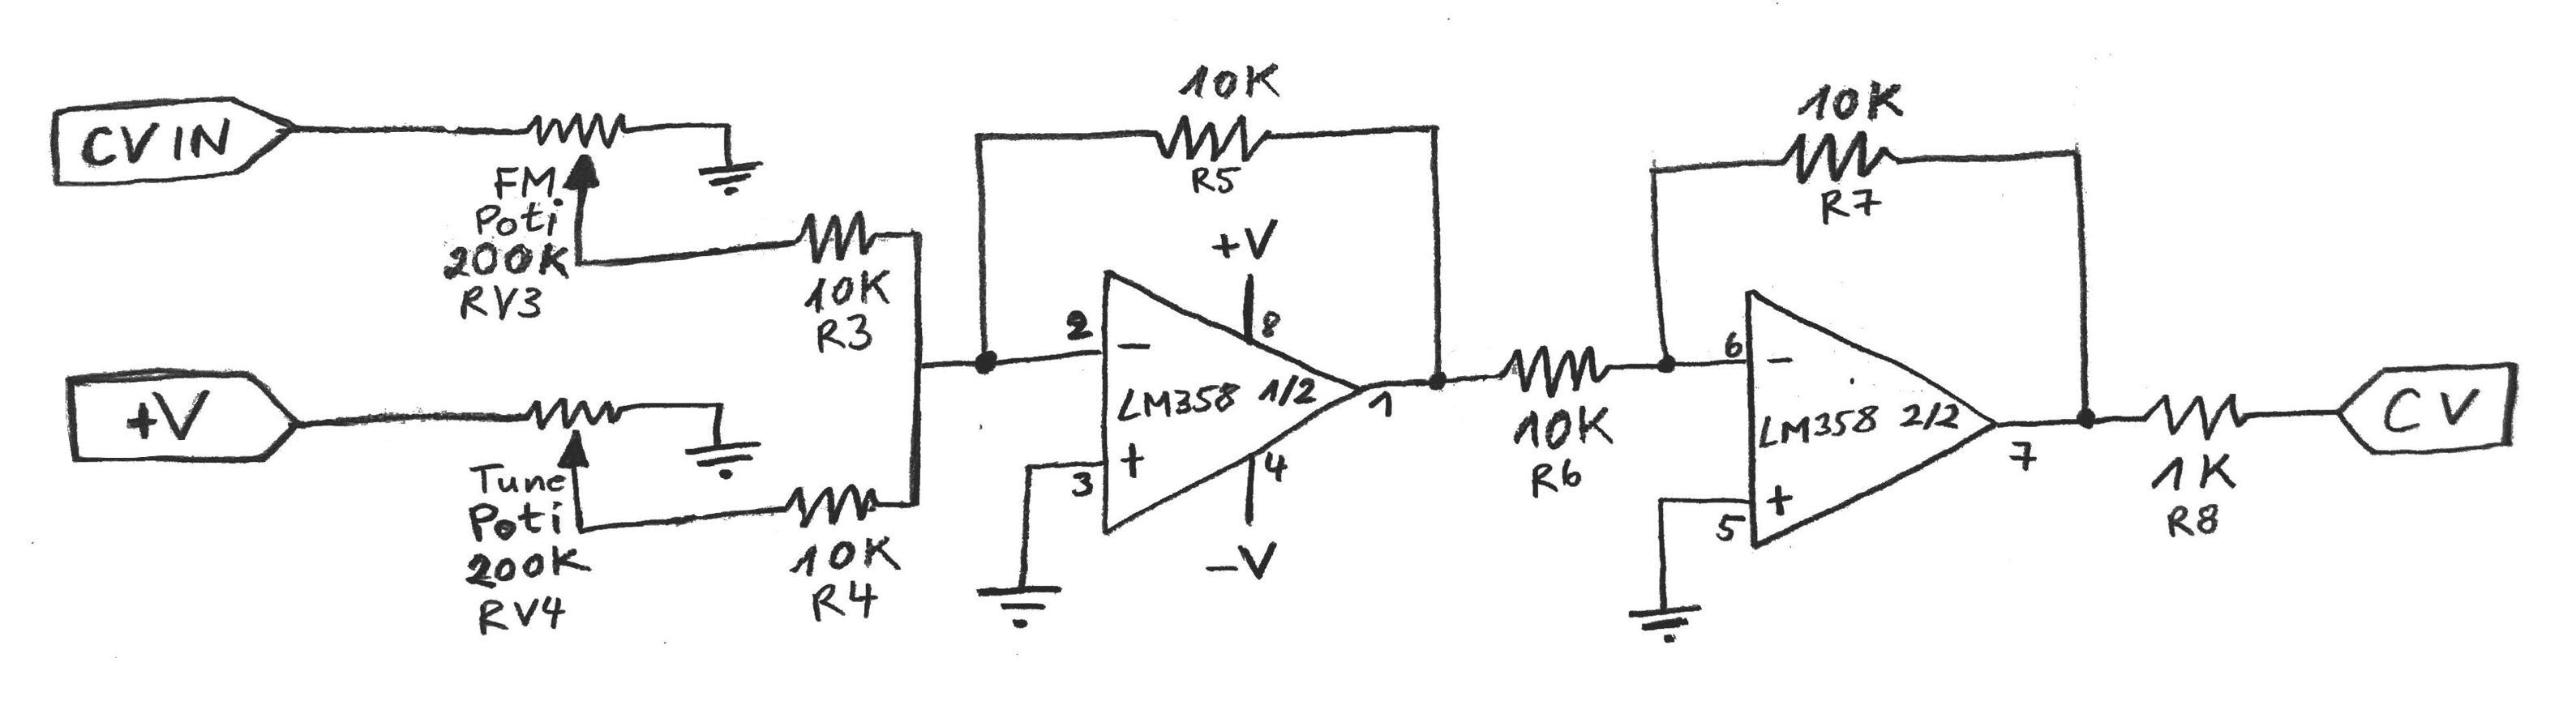 CV IN
FM
Poti
200K
RV3
10K
R3
+V
Tune
Poti
200K
RV4
10K
R4
10K
R5
+V
8
2
−
LM358 1/2
1
+
3
4
−V
10K
R6
10K
R7
6
−
LM358 2/2
7
+
5
1K
R8
CV